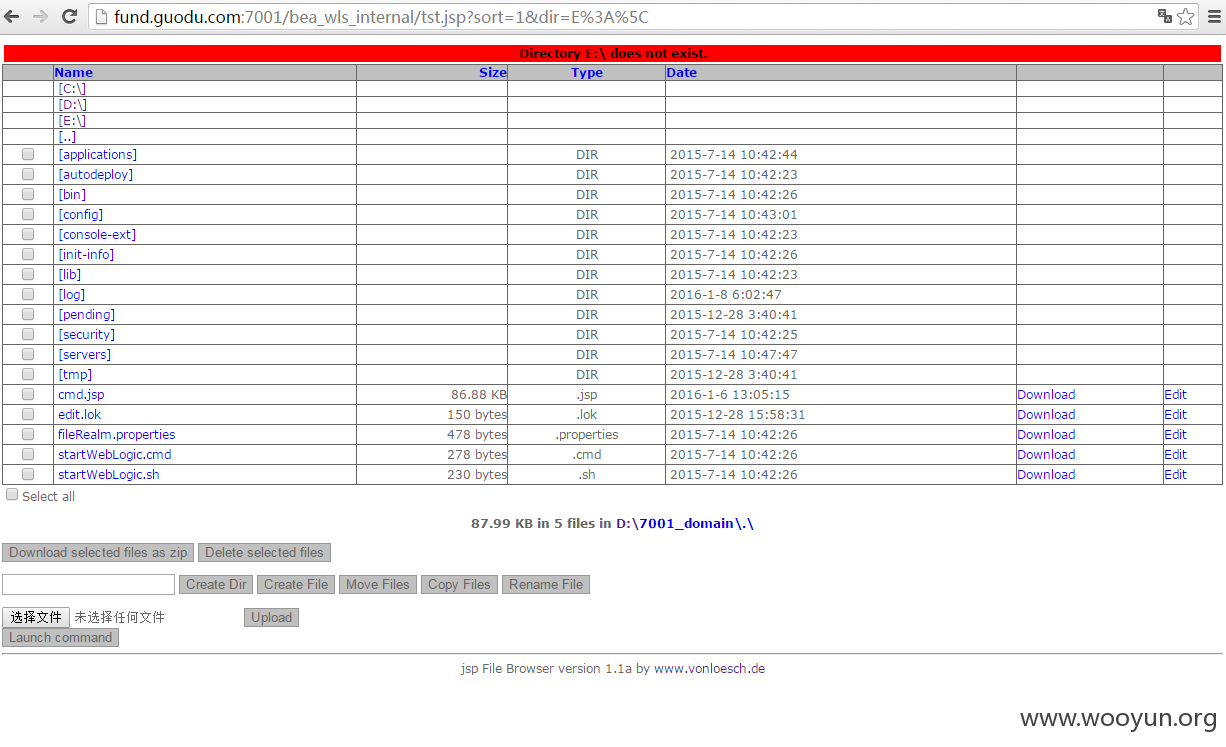 fund.guodu.com:7001/bea_wls_internal/tst.jsp?sort=1&dir=E%3A%5C
Directory E:\ does not exist.
Name Size Type Date
[C:\]
[D:\]
[E:\]
[..]
[applications] DIR 2015-7-14 10:42:44
[autodeploy] DIR 2015-7-14 10:42:23
[bin] DIR 2015-7-14 10:42:26
[config] DIR 2015-7-14 10:43:01
[console-ext] DIR 2015-7-14 10:42:23
[init-info] DIR 2015-7-14 10:42:26
[lib] DIR 2015-7-14 10:42:23
[log] DIR 2016-1-8 6:02:47
[pending] DIR 2015-12-28 3:40:41
[security] DIR 2015-7-14 10:42:25
[servers] DIR 2015-7-14 10:47:47
[tmp] DIR 2015-12-28 3:40:41
cmd.jsp 86.88 KB .jsp 2016-1-6 13:05:15 Download Edit
edit.lok 150 bytes .lok 2015-12-28 15:58:31 Download Edit
fileRealm.properties 478 bytes .properties 2015-7-14 10:42:26 Download Edit
startWebLogic.cmd 278 bytes .cmd 2015-7-14 10:42:26 Download Edit
startWebLogic.sh 230 bytes .sh 2015-7-14 10:42:26 Download Edit
Select all
87.99 KB in 5 files in D:\7001_domain\.\
Download selected files as zip Delete selected files
Create Dir Create File Move Files Copy Files Rename File
选择文件 未选择任何文件 Upload
Launch command
jsp File Browser version 1.1a by www.vonloesch.de
www.wooyun.org